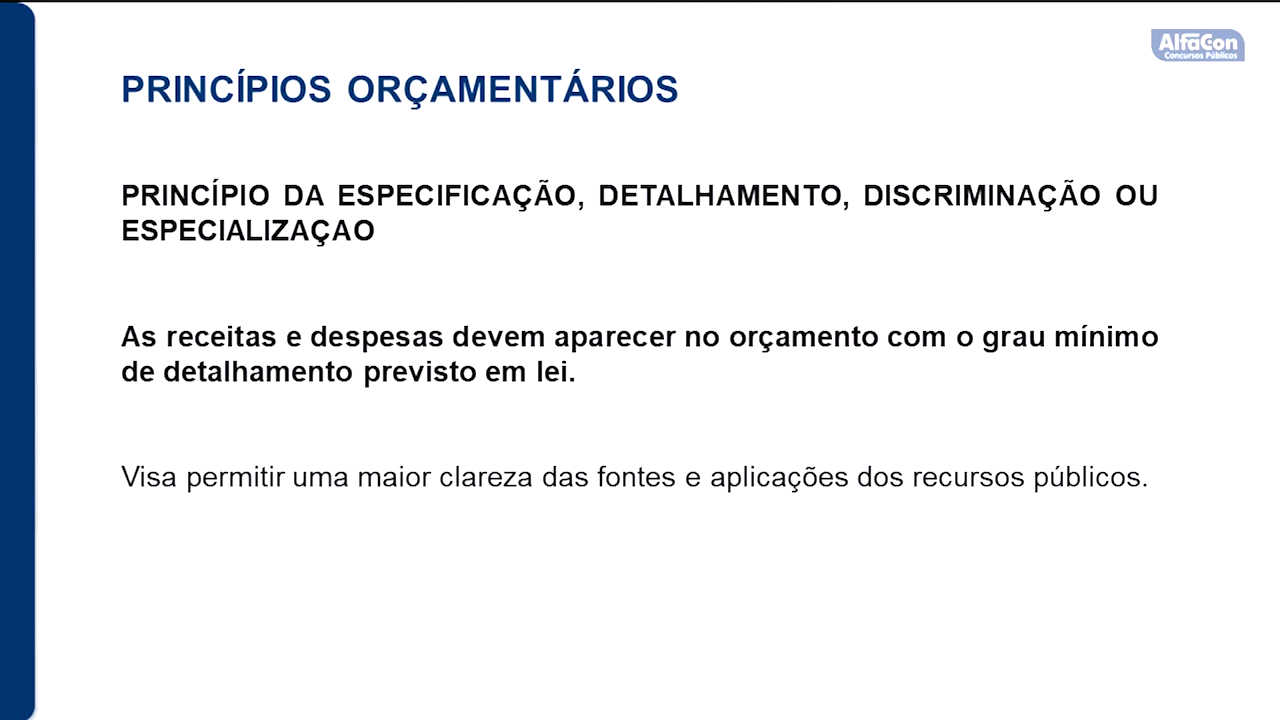 AlfaCon
Concursos Públicos
PRINCÍPIOS ORÇAMENTÁRIOS
PRINCÍPIO DA ESPECIFICAÇÃO, DETALHAMENTO, DISCRIMINAÇÃO OU
ESPECIALIZAÇAO
As receitas e despesas devem aparecer no orçamento com o grau mínimo
de detalhamento previsto em lei.
Visa permitir uma maior clareza das fontes e aplicações dos recursos públicos.